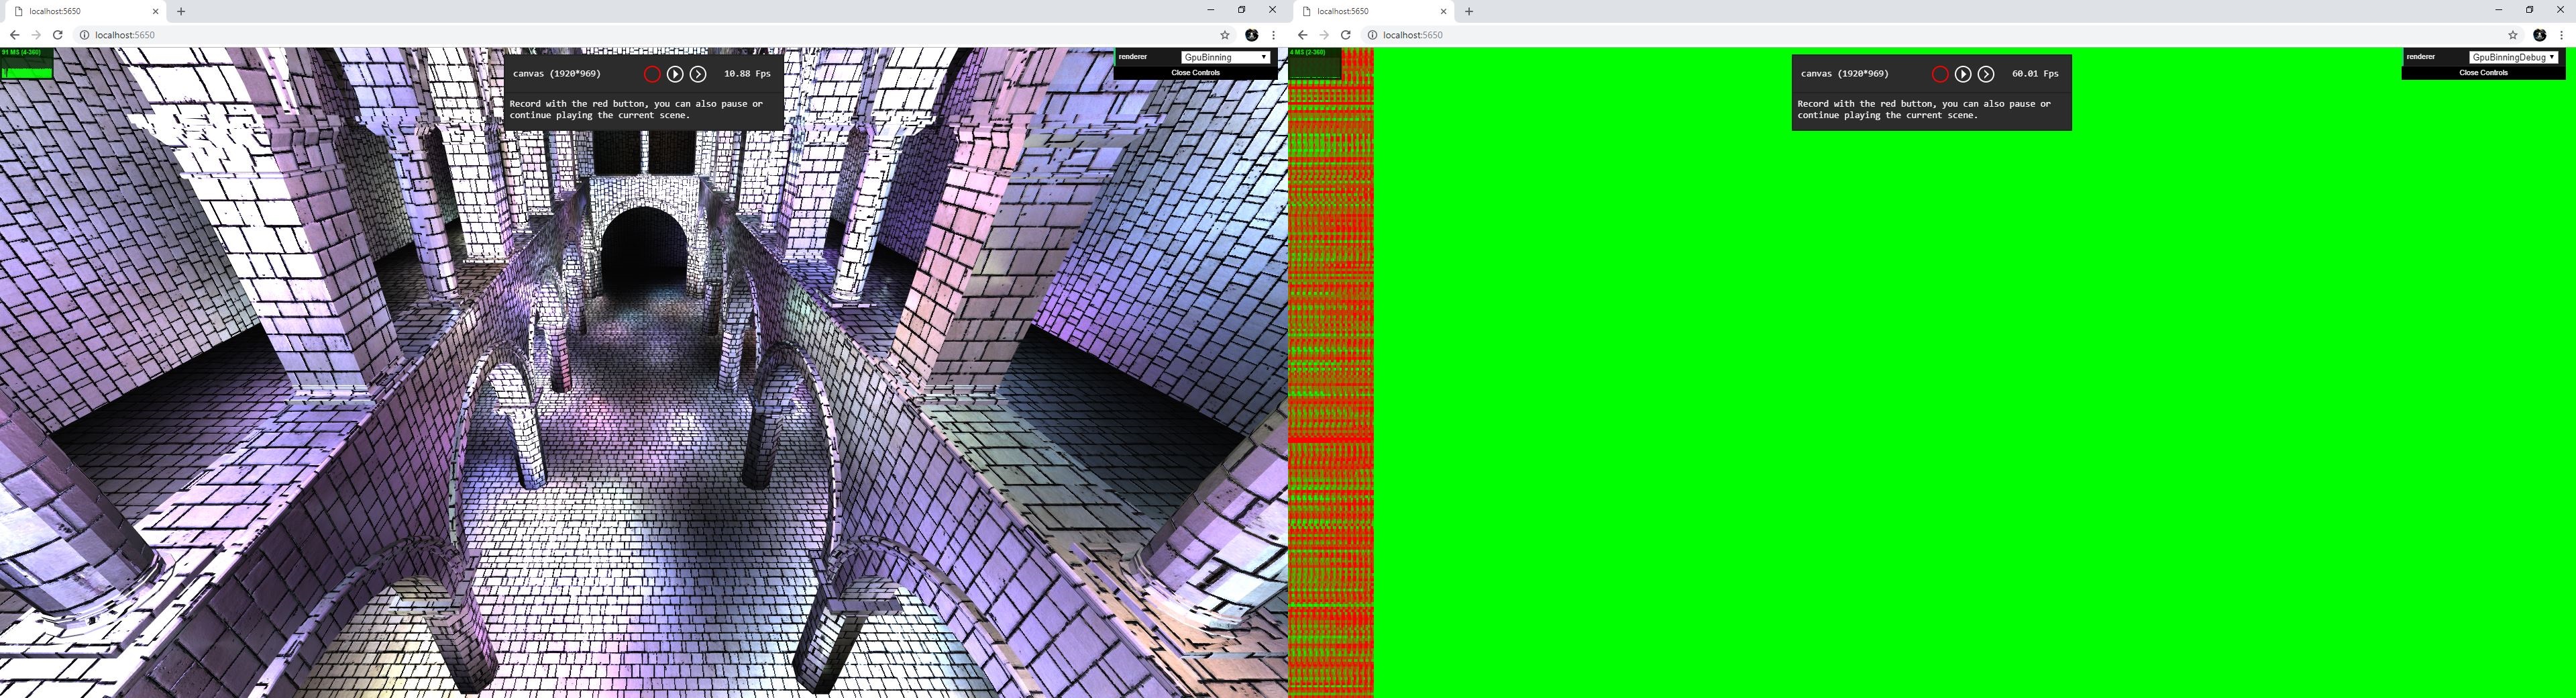 localhost:5650
localhost:5650
91 MS (4-360)
canvas (1920*969)
10.88 Fps
Record with the red button, you can also pause or
continue playing the current scene.
renderer
GpuBinning
Close Controls
localhost:5650
localhost:5650
4 MS (2-360)
canvas (1920*969)
60.01 Fps
Record with the red button, you can also pause or
continue playing the current scene.
renderer
GpuBinningDebug
Close Controls